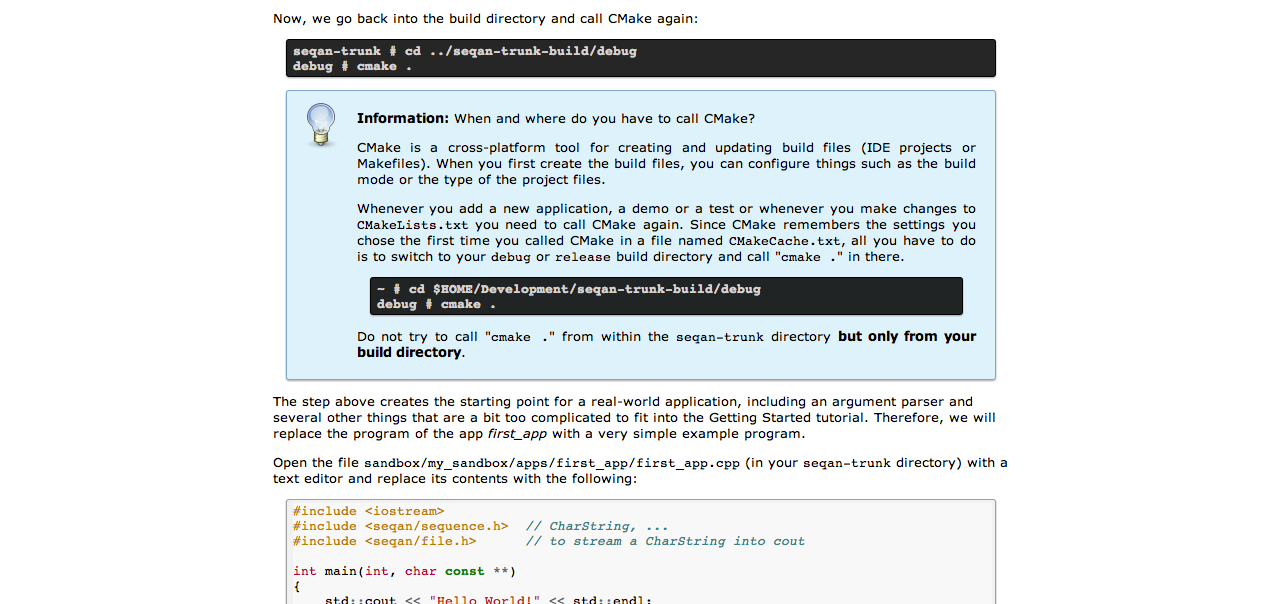 Now, we go back into the build directory and call CMake again:
seqan-trunk # cd ../seqan-trunk-build/debug
debug # cmake .
Information: When and where do you have to call CMake?
CMake is a cross-platform tool for creating and updating build files (IDE projects or
Makefiles). When you first create the build files, you can configure things such as the build
mode or the type of the project files.
Whenever you add a new application, a demo or a test or whenever you make changes to
CMakeLists.txt you need to call CMake again. Since CMake remembers the settings you
chose the first time you called CMake in a file named CMakeCache.txt, all you have to do
is to switch to your debug or release build directory and call "cmake ." in there.
~ # cd $HOME/Development/seqan-trunk-build/debug
debug # cmake .
Do not try to call "cmake ." from within the seqan-trunk directory but only from your
build directory.
The step above creates the starting point for a real-world application, including an argument parser and
several other things that are a bit too complicated to fit into the Getting Started tutorial. Therefore, we will
replace the program of the app first_app with a very simple example program.
Open the file sandbox/my_sandbox/apps/first_app/first_app.cpp (in your seqan-trunk directory) with a
text editor and replace its contents with the following:
#include <iostream>
#include <seqan/sequence.h>  // CharString, ...
#include <seqan/file.h>      // to stream a CharString into cout
int main(int, char const **)
{
    std::cout << "Hello World!" << std::endl;